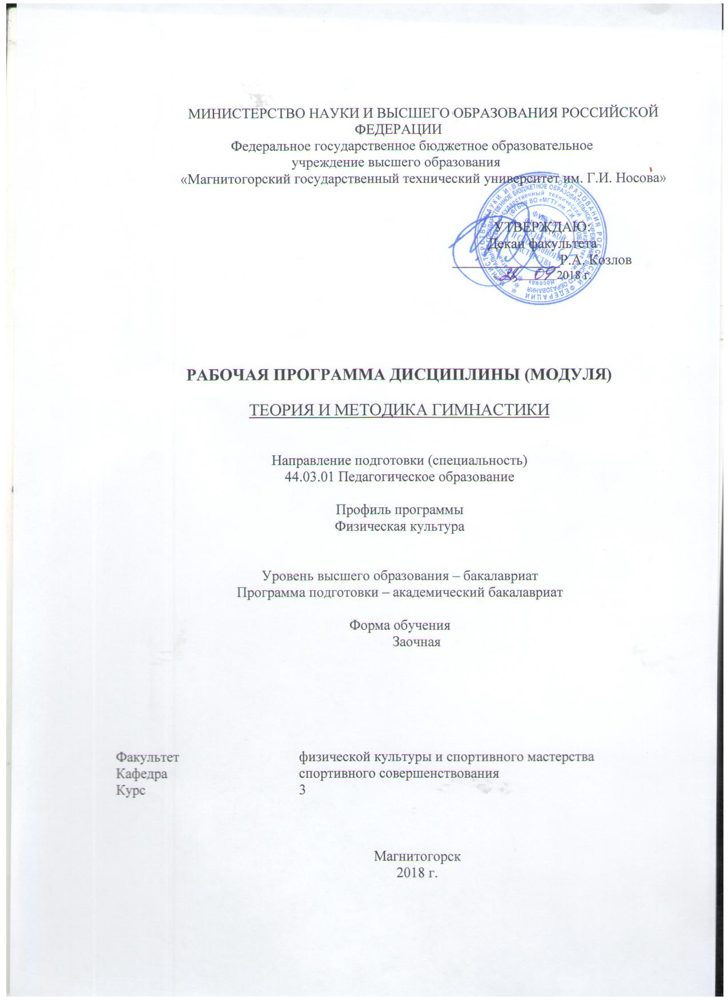 МИНИСТЕРСТВО НАУКИ И ВЫСШЕГО ОБРАЗОВАНИЯ РОССИЙСКОЙ
ФЕДЕРАЦИИ
Федеральное государственное бюджетное образовательное
учреждение высшего образования
«Магнитогорский государственный технический университет им. Г.И. Носова»
УТВЕРЖДАЮ:
Декан факультета
Р.А. Козлов
09 2018 г.
РАБОЧАЯ ПРОГРАММА ДИСЦИПЛИНЫ (МОДУЛЯ)
ТЕОРИЯ И МЕТОДИКА ГИМНАСТИКИ
Направление подготовки (специальность)
44.03.01 Педагогическое образование
Профиль программы
Физическая культура
Уровень высшего образования – бакалавриат
Программа подготовки – академический бакалавриат
Форма обучения
Заочная
Факультет физической культуры и спортивного мастерства
Кафедра спортивного совершенствования
Курс 3
Магнитогорск
2018 г.